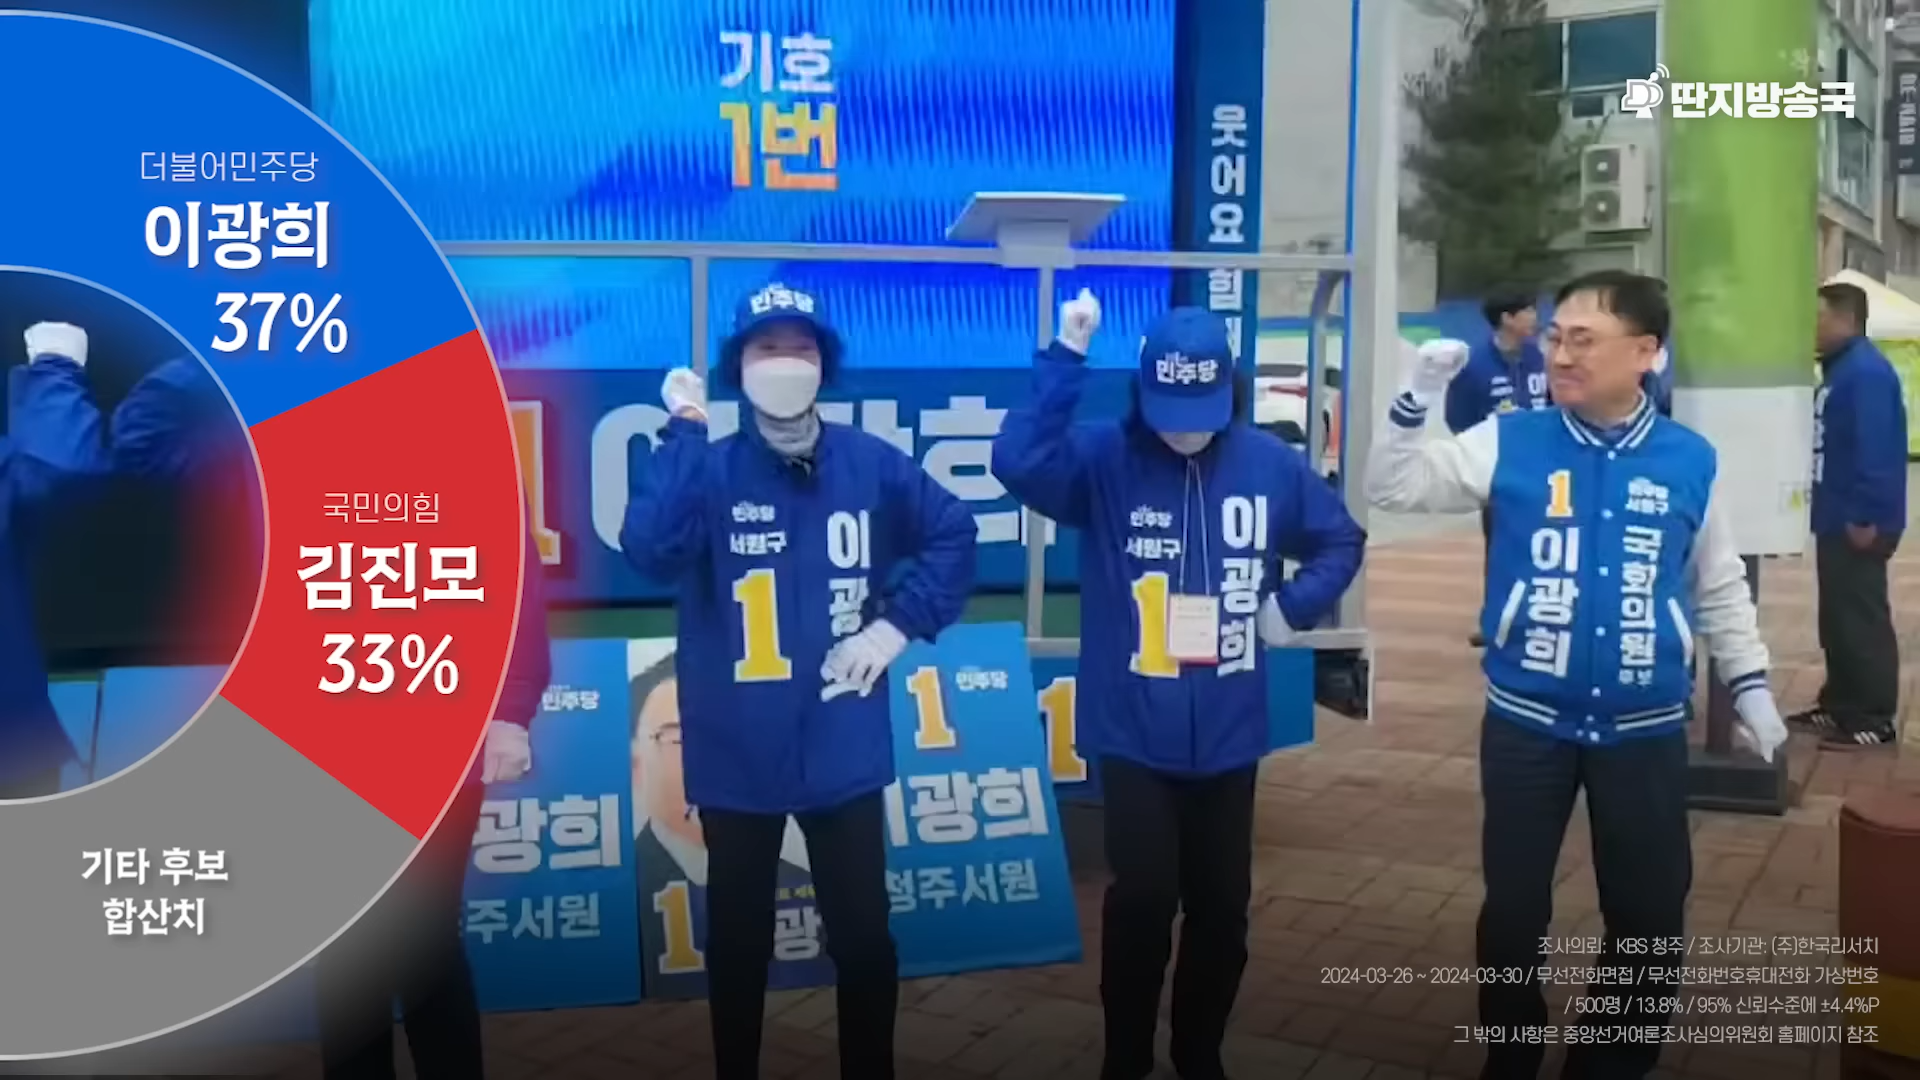 더불어민주당
이광희
37%
국민의힘
김진모
33%
기타 후보
합산치
기호
1번
웃어요
딴지방송국
민주당
민주당
서원구
1
이광희
민주당
민주당
서원구
1
이광희
1
민주당
서원구
이광희
국회의원
후보
민주당
광희
주서원
1
광
1
민주당
이광희
청주서원
1
조사의뢰: KBS 청주 / 조사기관: (주)한국리서치
2024-03-26 ~ 2024-03-30 / 무선전화면접 / 무선전화번호휴대전화 가상번호
/ 500명 / 13.8% / 95% 신뢰수준에 ±4.4%P
그 밖의 사항은 중앙선거여론조사심의위원회 홈페이지 참조